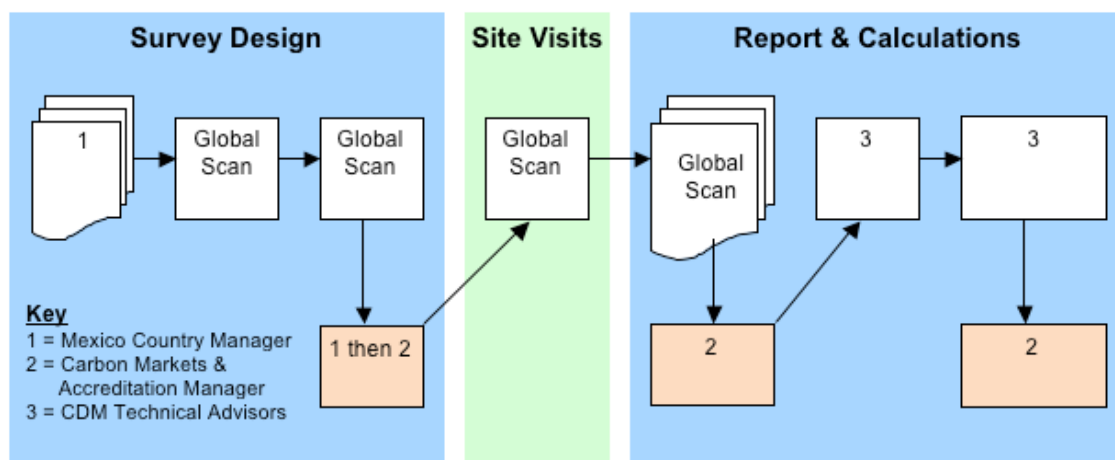 Survey Design
1
Global
Scan
Global
Scan
1 then 2
Key
1 = Mexico Country Manager
2 = Carbon Markets &
Accreditation Manager
3 = CDM Technical Advisors
Site Visits
Global
Scan
Report & Calculations
Global
Scan
3
3
2
2